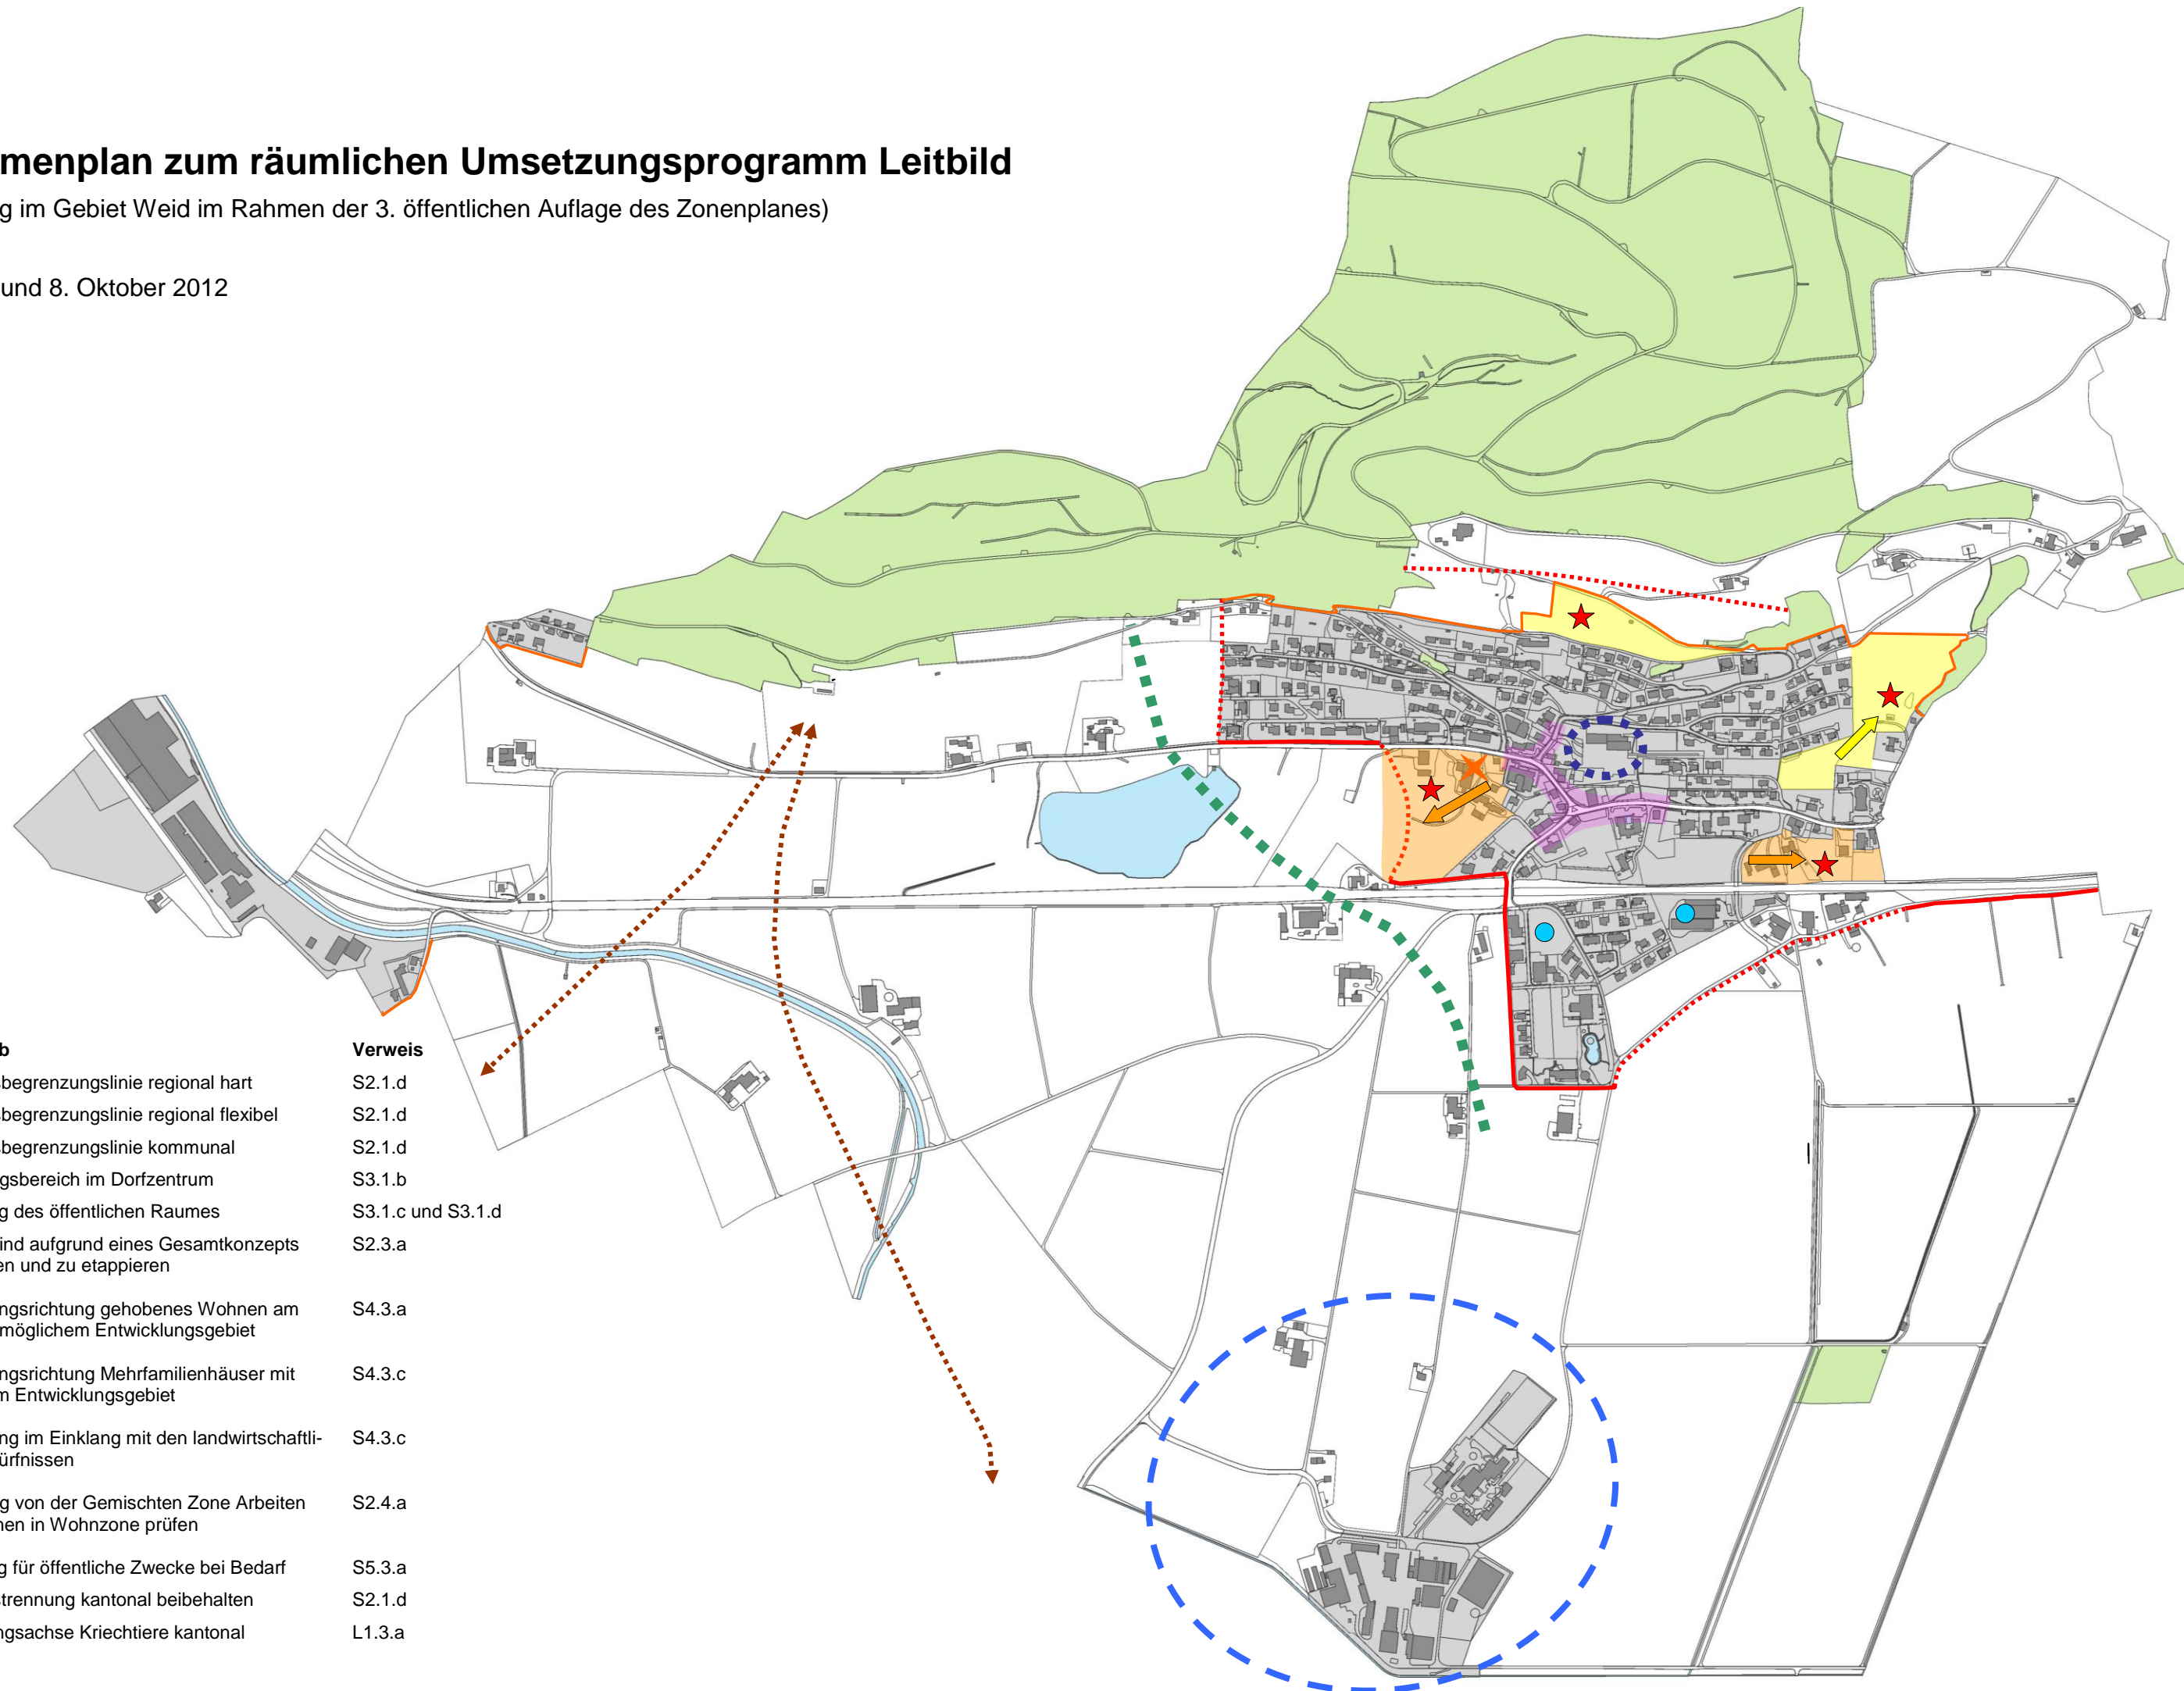 menplan zum räumlichen Umsetzungsprogramm Leitbild
g im Gebiet Weid im Rahmen der 3. öffentlichen Auflage des Zonenplanes)
und 8. Oktober 2012
b Verweis
sbegrenzungslinie regional hart S2.1.d
sbegrenzungslinie regional flexibel S2.1.d
sbegrenzungslinie kommunal S2.1.d
gsbereich im Dorfzentrum S3.1.b
g des öffentlichen Raumes S3.1.c und S3.1.d
ind aufgrund eines Gesamtkonzepts S2.3.a
en und zu etappieren
ngsrichtung gehobenes Wohnen am S4.3.a
möglichem Entwicklungsgebiet
ngsrichtung Mehrfamilienhäuser mit S4.3.c
m Entwicklungsgebiet
ng im Einklang mit den landwirtschaftli- S4.3.c
ürfnissen
g von der Gemischten Zone Arbeiten S2.4.a
nen in Wohnzone prüfen
g für öffentliche Zwecke bei Bedarf S5.3.a
strennung kantonal beibehalten S2.1.d
ngsachse Kriechtiere kantonal L1.3.a